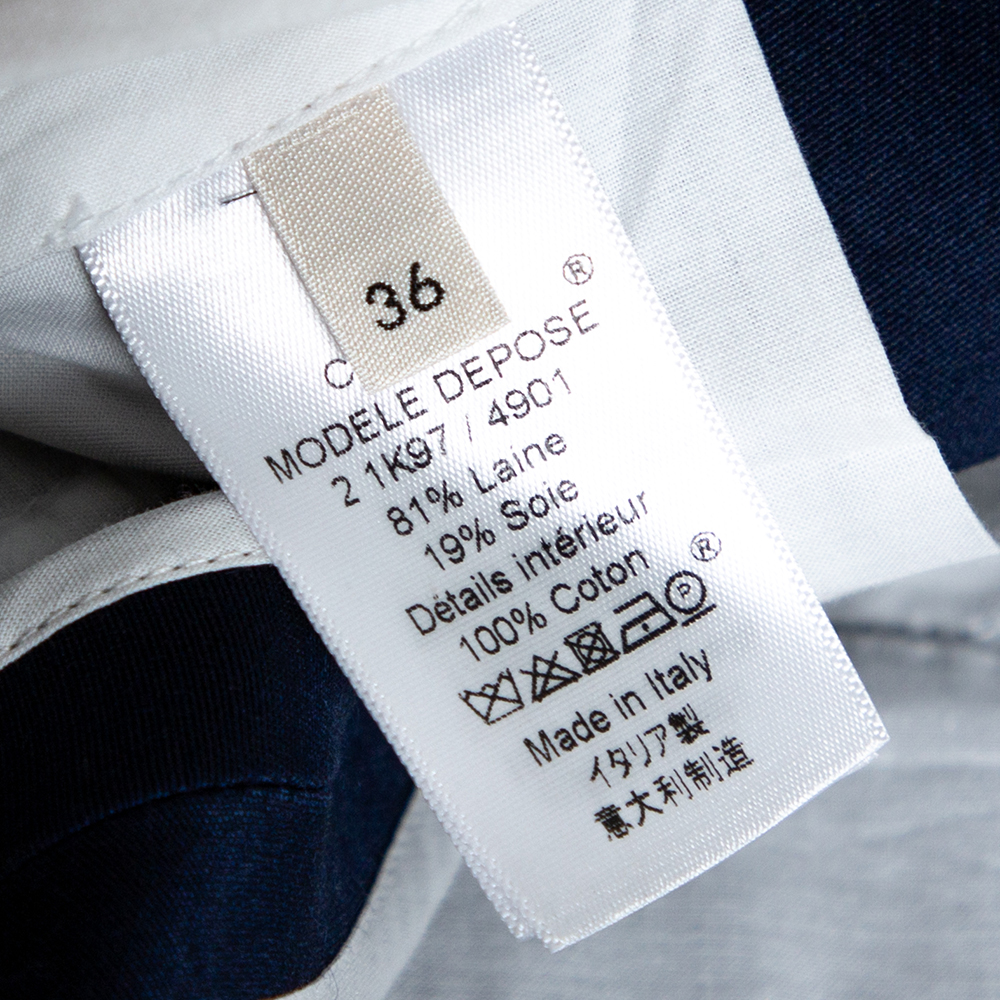 36
®
C
MODELE DEPOSE
2 1K97 / 4901
81% Laine
19% Soie
Détails intérieur
100% Coton
®
P
Made in Italy
イタリア製
意大利制造